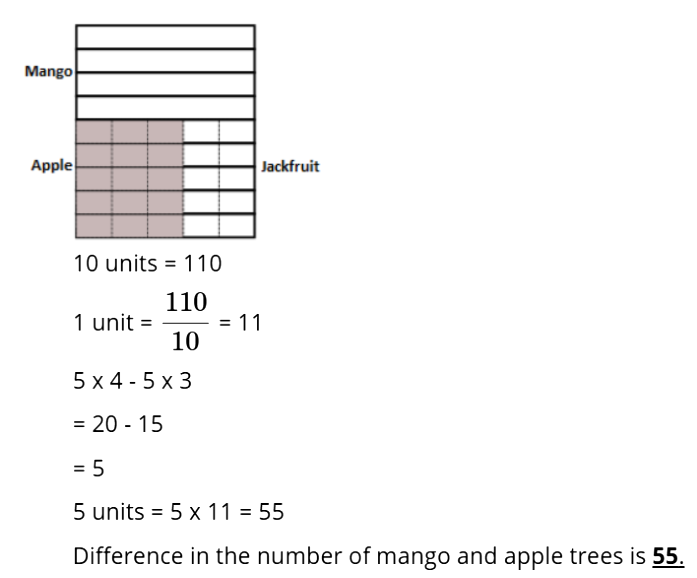 Mango
Apple
Jackfruit
10 units = 110
1 unit = 110/10 = 11
5 x 4 - 5 x 3
= 20 - 15
= 5
5 units = 5 x 11 = 55
Difference in the number of mango and apple trees is 55.